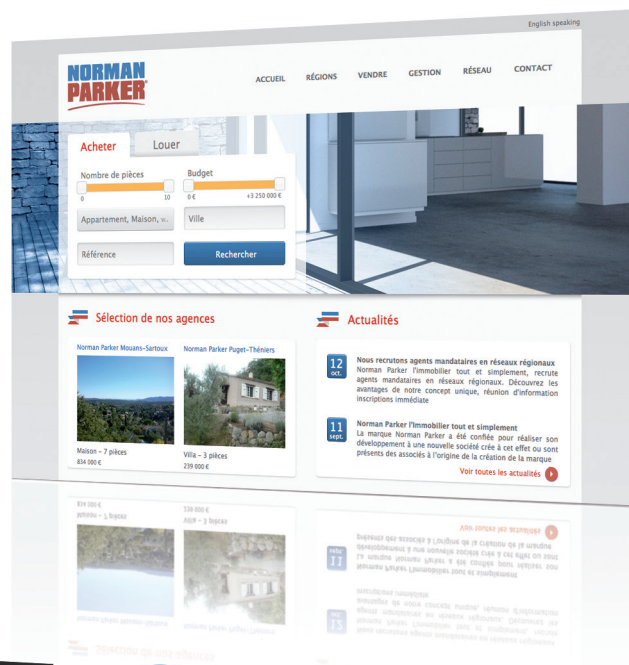 English speaking
NORMAN
PARKER
ACCUEIL RÉGIONS VENDRE GESTION RÉSEAU CONTACT
Acheter Louer
Nombre de pièces Budget
0 10 0 € +3 250 000 €
Appartement, Maison, ... Ville
Référence Rechercher
Sélection de nos agences
Norman Parker Mouans-Sartoux Norman Parker Puget-Théniers
Maison - 7 pièces Villa - 3 pièces
834 000 € 239 000 €
Actualités
12
oct.
Nous recrutons agents mandataires en réseaux régionaux
Norman Parker l'immobilier tout et simplement, recrute
agents mandataires en réseaux régionaux. Découvrez les
avantages de notre concept unique, réunion d'information
inscriptions immédiate
11
sept.
Norman Parker l'Immobilier tout et simplement
La marque Norman Parker a été confiée pour réaliser son
développement à une nouvelle société crée à cet effet ou sont
présents des associés à l'origine de la création de la marque
Voir toutes les actualités